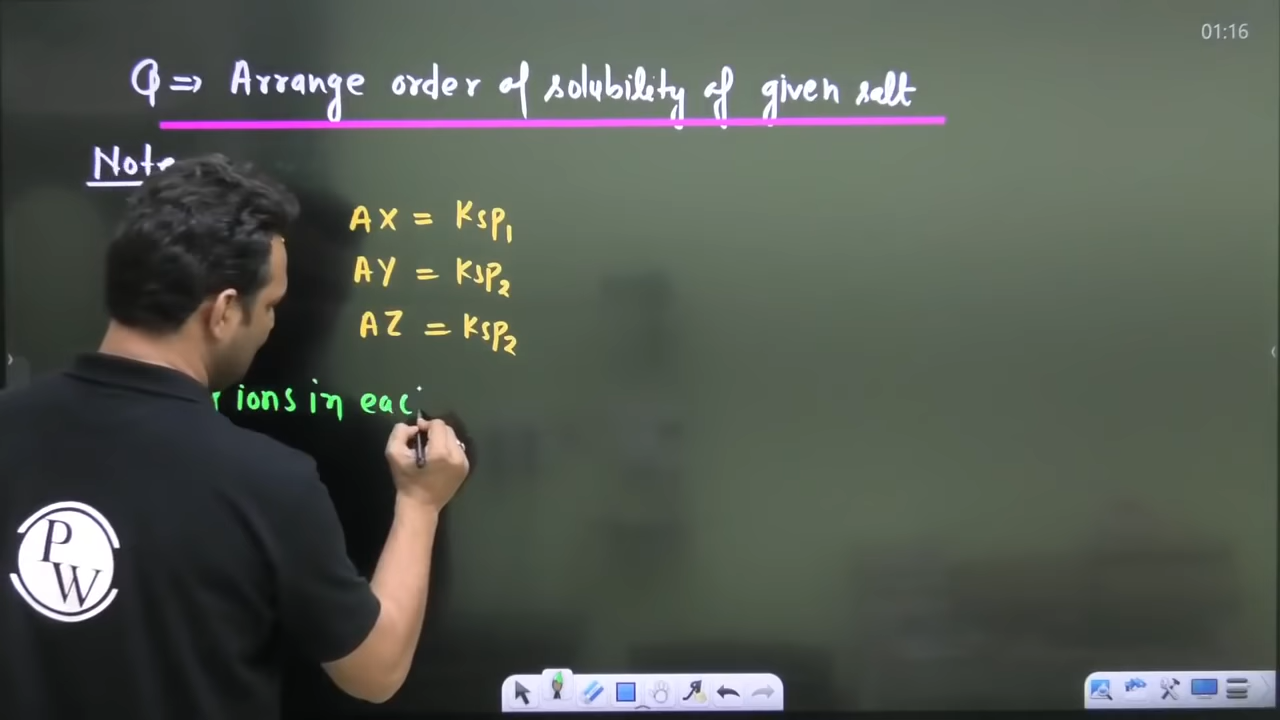 01:16
Q⇒ Arrange order of solubility of given salt
Note
AX = Ksp₁
AY = Ksp₂
AZ = Ksp₂
ions in eac
PW